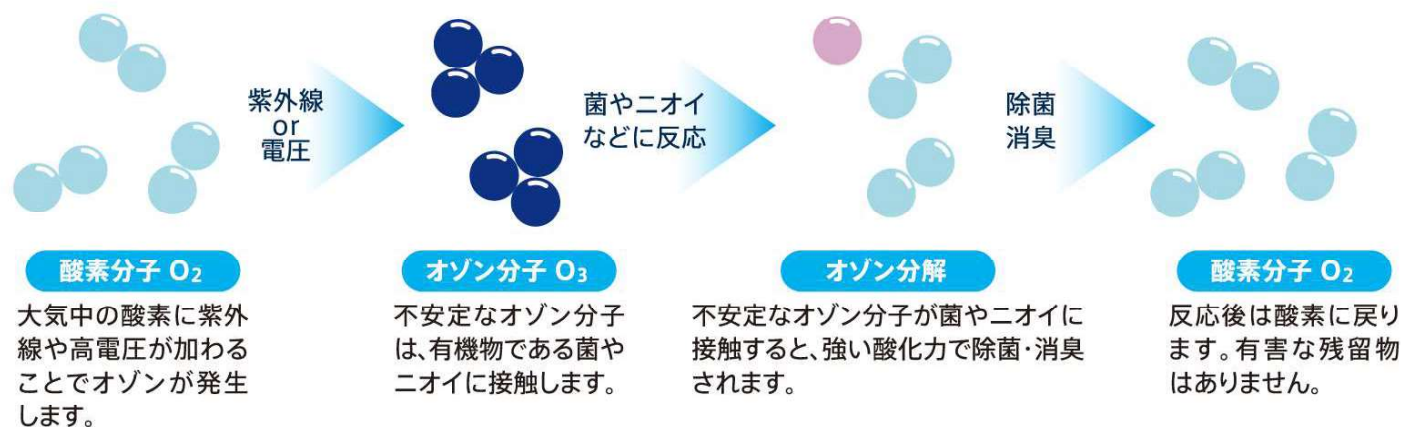 紫外線
or
電圧
菌やニオイ
などに反応
除菌
消臭
酸素分子 O2
大気中の酸素に紫外
線や高電圧が加わる
ことでオゾンが発生
します。
オゾン分子 O3
不安定なオゾン分子
は、有機物である菌や
ニオイに接触します。
オゾン分解
不安定なオゾン分子が菌やニオイに
接触すると、強い酸化力で除菌・消臭
されます。
酸素分子 O2
反応後は酸素に戻り
ます。有害な残留物
はありません。